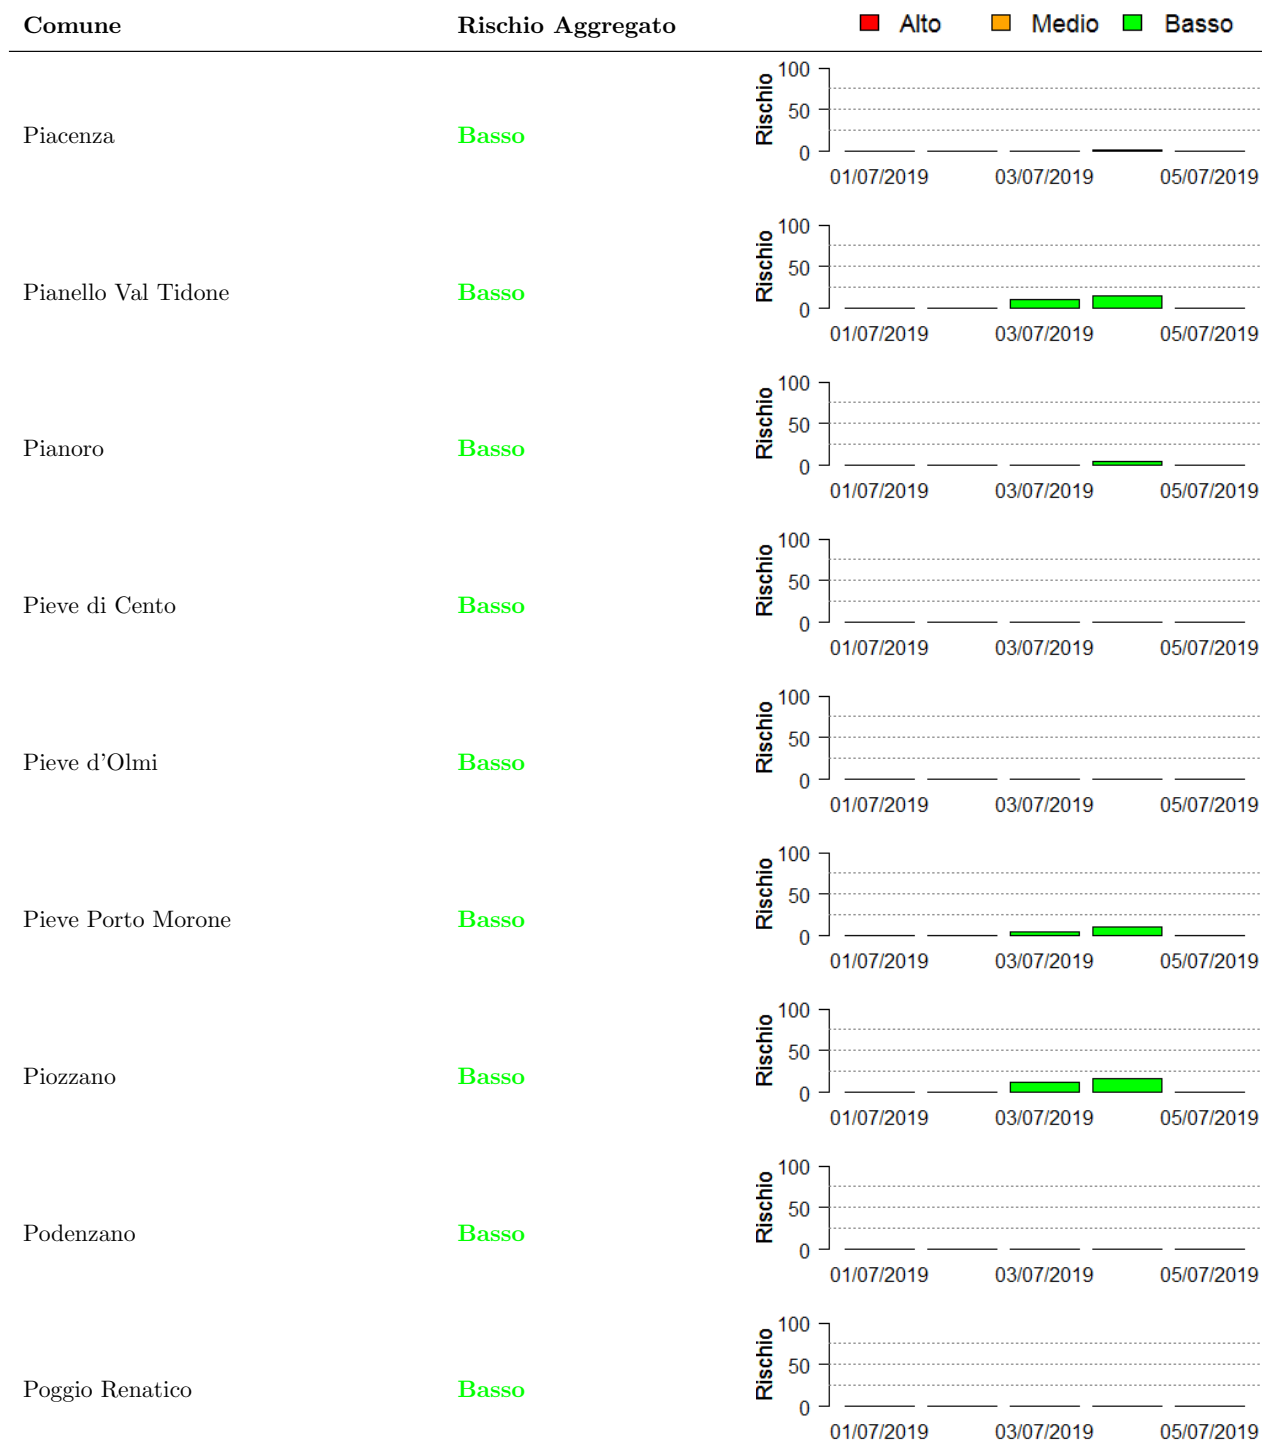 Comune Rischio Aggregato Alto Medio Basso
Piacenza Basso Rischio 100 50 0
01/07/2019 03/07/2019 05/07/2019
Pianello Val Tidone Basso Rischio 100 50 0
01/07/2019 03/07/2019 05/07/2019
Pianoro Basso Rischio 100 50 0
01/07/2019 03/07/2019 05/07/2019
Pieve di Cento Basso Rischio 100 50 0
01/07/2019 03/07/2019 05/07/2019
Pieve d'Olmi Basso Rischio 100 50 0
01/07/2019 03/07/2019 05/07/2019
Pieve Porto Morone Basso Rischio 100 50 0
01/07/2019 03/07/2019 05/07/2019
Piozzano Basso Rischio 100 50 0
01/07/2019 03/07/2019 05/07/2019
Podenzano Basso Rischio 100 50 0
01/07/2019 03/07/2019 05/07/2019
Poggio Renatico Basso Rischio 100 50 0
01/07/2019 03/07/2019 05/07/2019